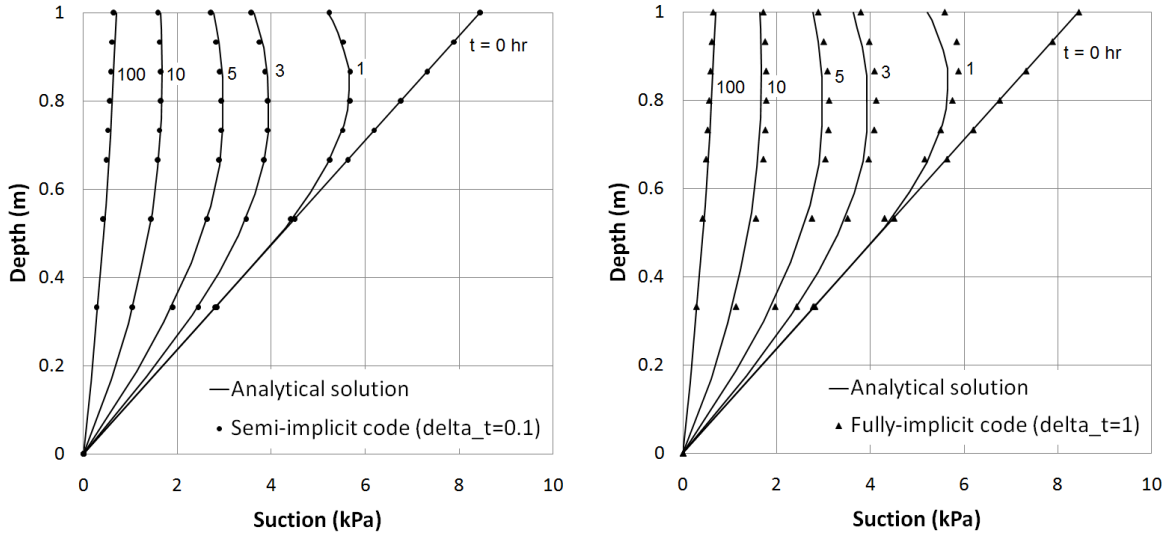 1
0.8
0.6
0.4
0.2
0
Depth (m)
0 2 4 6 8 10
Suction (kPa)
t = 0 hr
100 10 5 3 1
Analytical solution
Semi-implicit code (delta_t=0.1)
1
0.8
0.6
0.4
0.2
0
Depth (m)
0 2 4 6 8 10
Suction (kPa)
t = 0 hr
100 10 5 3 1
Analytical solution
Fully-implicit code (delta_t=1)